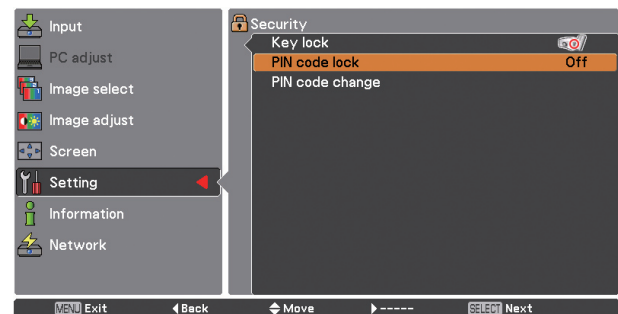 Input
PC adjust
Image select
Image adjust
Screen
Setting
Information
Network
Security
Key lock
PIN code lock Off
PIN code change
MENU Exit ◀Back ◆Move ▶----- SELECT Next